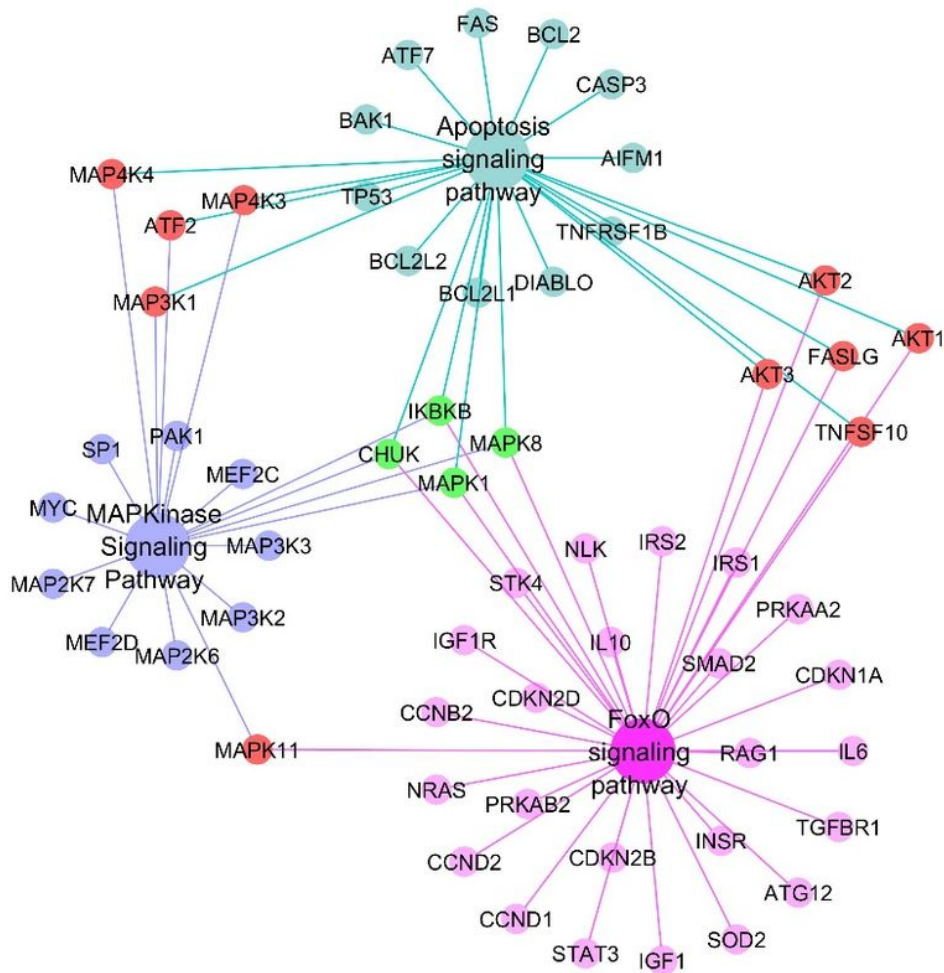 FAS
BCL2
ATF7
CASP3
BAK1
Apoptosis
signaling
pathway
AIFM1
MAP4K4
MAP4K3
TP53
ATF2
TNFRSF1B
BCL2L2
DIABLO
BCL2L1
MAP3K1
AKT2
AKT1
FASLG
AKT3
TNFSF10
IKBKB
MAPK8
CHUK
MAPK1
PAK1
SP1
MEF2C
MYC
MAPKinase
Signaling
Pathway
MAP3K3
MAP2K7
MAP3K2
MEF2D
MAP2K6
MAPK11
NLK
IRS2
STK4
IRS1
PRKAA2
IGF1R
IL10
SMAD2
CDKN1A
CDKN2D
CCNB2
FoxO
signaling
pathway
RAG1
IL6
NRAS
PRKAB2
TGFBR1
INSR
CCND2
CDKN2B
ATG12
CCND1
SOD2
STAT3
IGF1